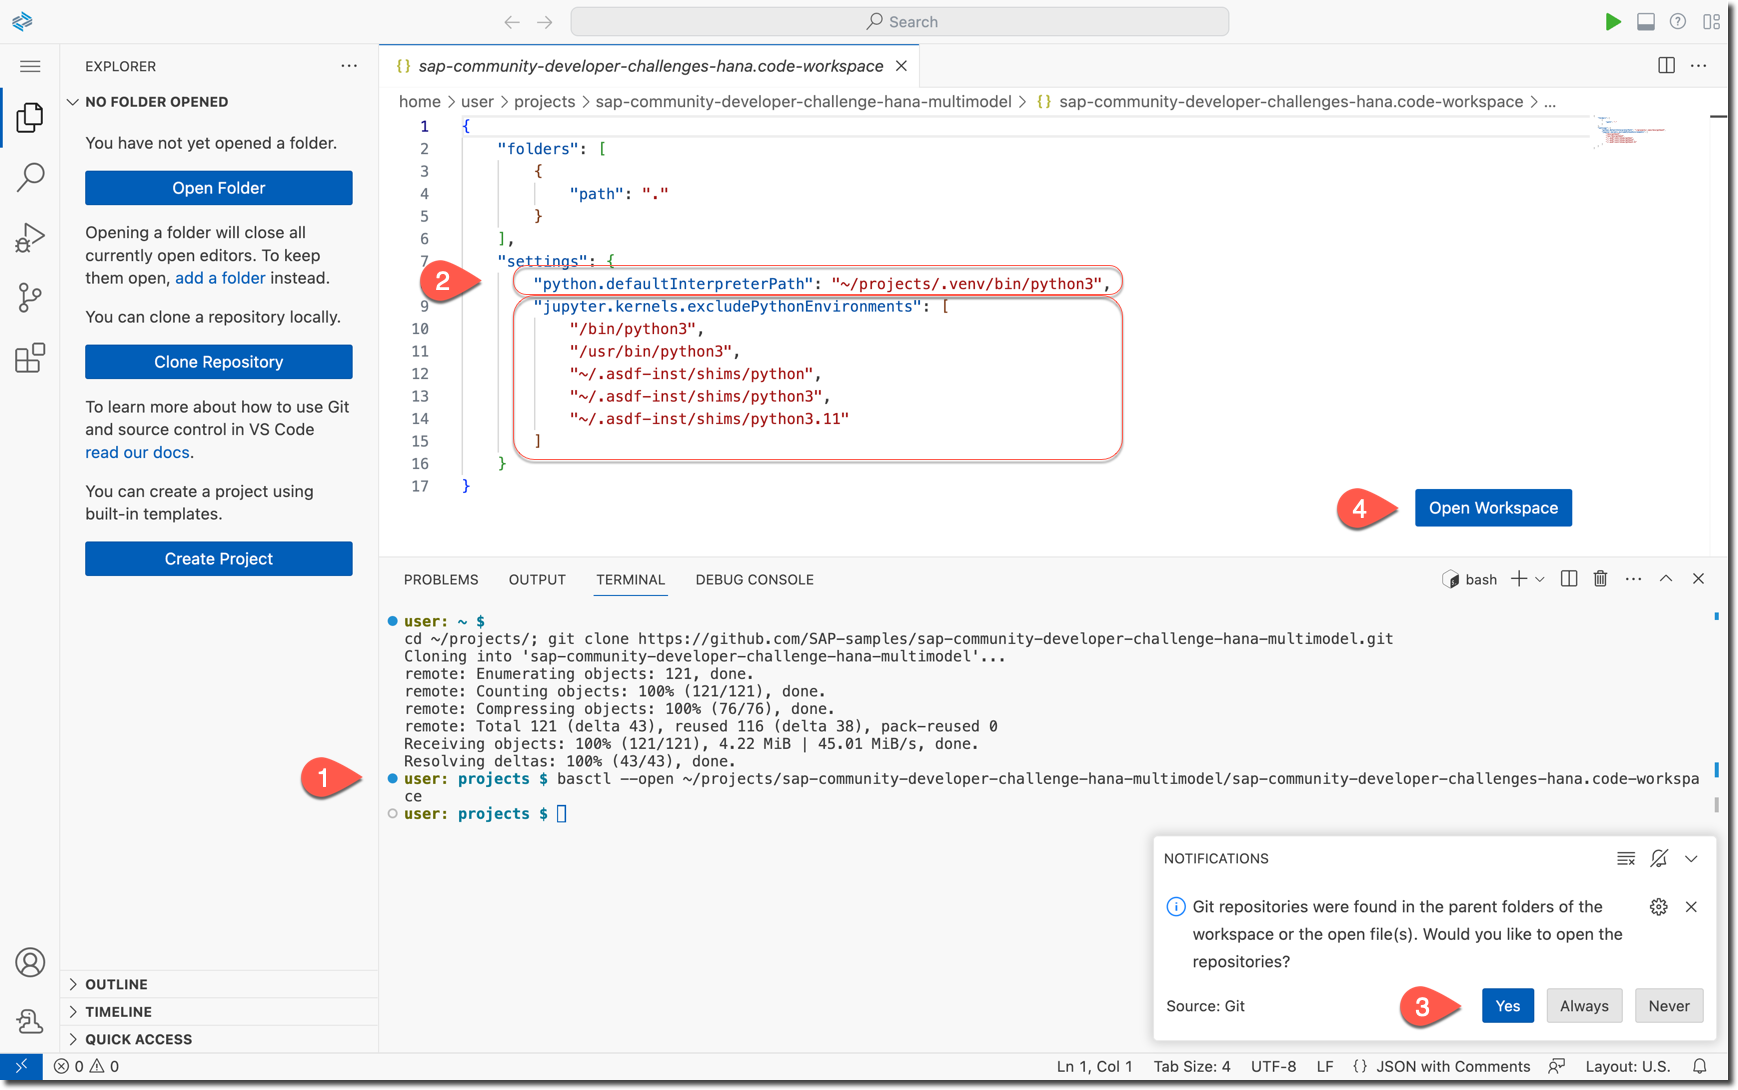 Search
EXPLORER
NO FOLDER OPENED
You have not yet opened a folder.
Open Folder
Opening a folder will close all
currently open editors. To keep
them open, add a folder instead.
You can clone a repository locally.
Clone Repository
To learn more about how to use Git
and source control in VS Code
read our docs.
You can create a project using
built-in templates.
Create Project
OUTLINE
TIMELINE
QUICK ACCESS
{} sap-community-developer-challenges-hana.code-workspace
home > user > projects > sap-community-developer-challenge-hana-multimodel > {} sap-community-developer-challenges-hana.code-workspace > ...
1 {
2 "folders": [
3 {
4 "path": "."
5 }
6 ],
7 "settings": {
2 "python.defaultInterpreterPath": "~/projects/.venv/bin/python3",
9 "jupyter.kernels.excludePythonEnvironments": [
10 "/bin/python3",
11 "/usr/bin/python3",
12 "~/.asdf-inst/shims/python",
13 "~/.asdf-inst/shims/python3",
14 "~/.asdf-inst/shims/python3.11"
15 ]
16 }
17 }
4 Open Workspace
PROBLEMS OUTPUT TERMINAL DEBUG CONSOLE
bash
user: ~ $
cd ~/projects/; git clone https://github.com/SAP-samples/sap-community-developer-challenge-hana-multimodel.git
Cloning into 'sap-community-developer-challenge-hana-multimodel'...
remote: Enumerating objects: 121, done.
remote: Counting objects: 100% (121/121), done.
remote: Compressing objects: 100% (76/76), done.
remote: Total 121 (delta 43), reused 116 (delta 38), pack-reused 0
Receiving objects: 100% (121/121), 4.22 MiB | 45.01 MiB/s, done.
Resolving deltas: 100% (43/43), done.
1 user: projects $ basctl --open ~/projects/sap-community-developer-challenge-hana-multimodel/sap-community-developer-challenges-hana.code-workspa
ce
user: projects $
NOTIFICATIONS
Git repositories were found in the parent folders of the
workspace or the open file(s). Would you like to open the
repositories?
Source: Git
3 Yes Always Never
0 0
Ln 1, Col 1 Tab Size: 4 UTF-8 LF {} JSON with Comments Layout: U.S.